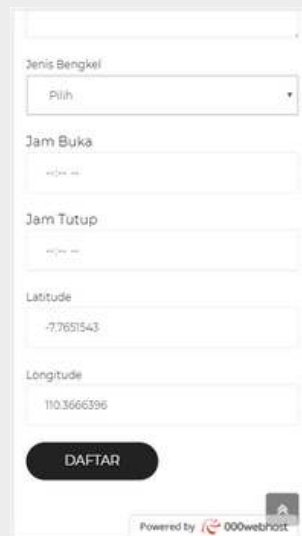 Jenis Bengkel
Pilih
Jam Buka
--:-- --
Jam Tutup
--:-- --
Latitude
-7.7651543
Longitude
110.3666396
DAFTAR
Powered by 000webhost